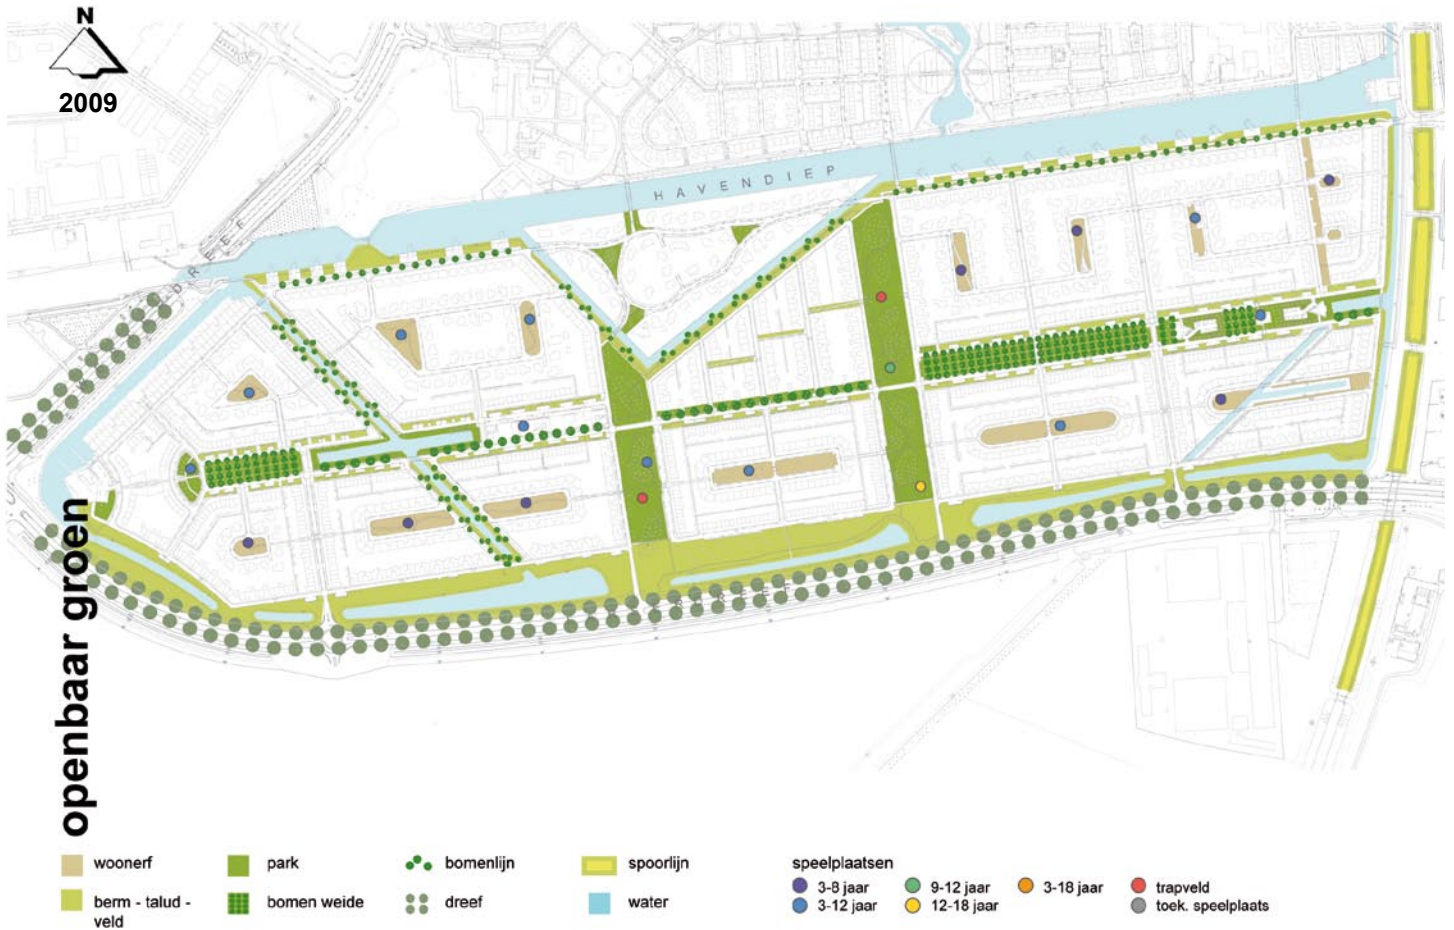 N
2009
HAVENDIEP
DREEF
openbaar groen
woonerf
park
bomenlijn
spoorlijn
berm - talud -
veld
bomen weide
dreef
water
speelplaatsen
3-8 jaar
9-12 jaar
3-18 jaar
trapveld
3-12 jaar
12-18 jaar
toek. speelplaats